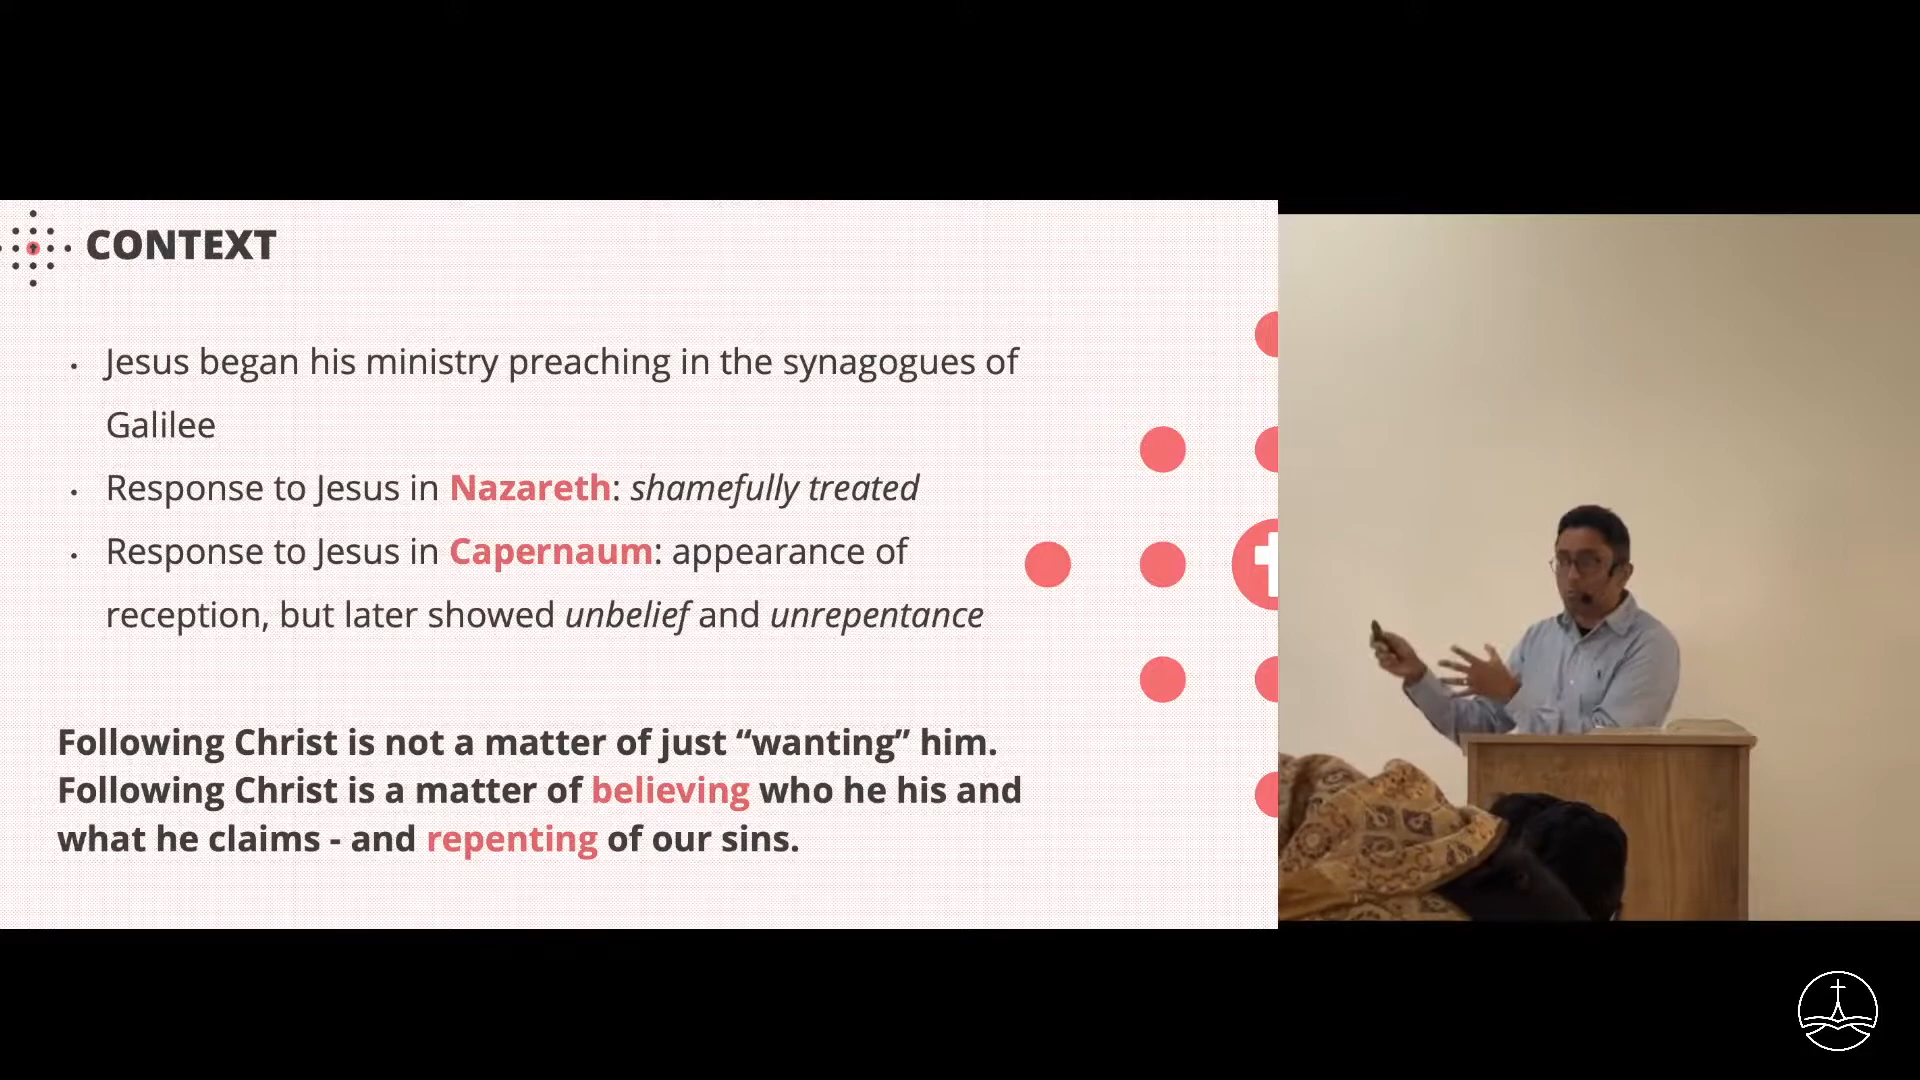 CONTEXT
• Jesus began his ministry preaching in the synagogues of
Galilee
• Response to Jesus in Nazareth: shamefully treated
• Response to Jesus in Capernaum: appearance of
reception, but later showed unbelief and unrepentance
Following Christ is not a matter of just “wanting” him.
Following Christ is a matter of believing who he his and
what he claims - and repenting of our sins.